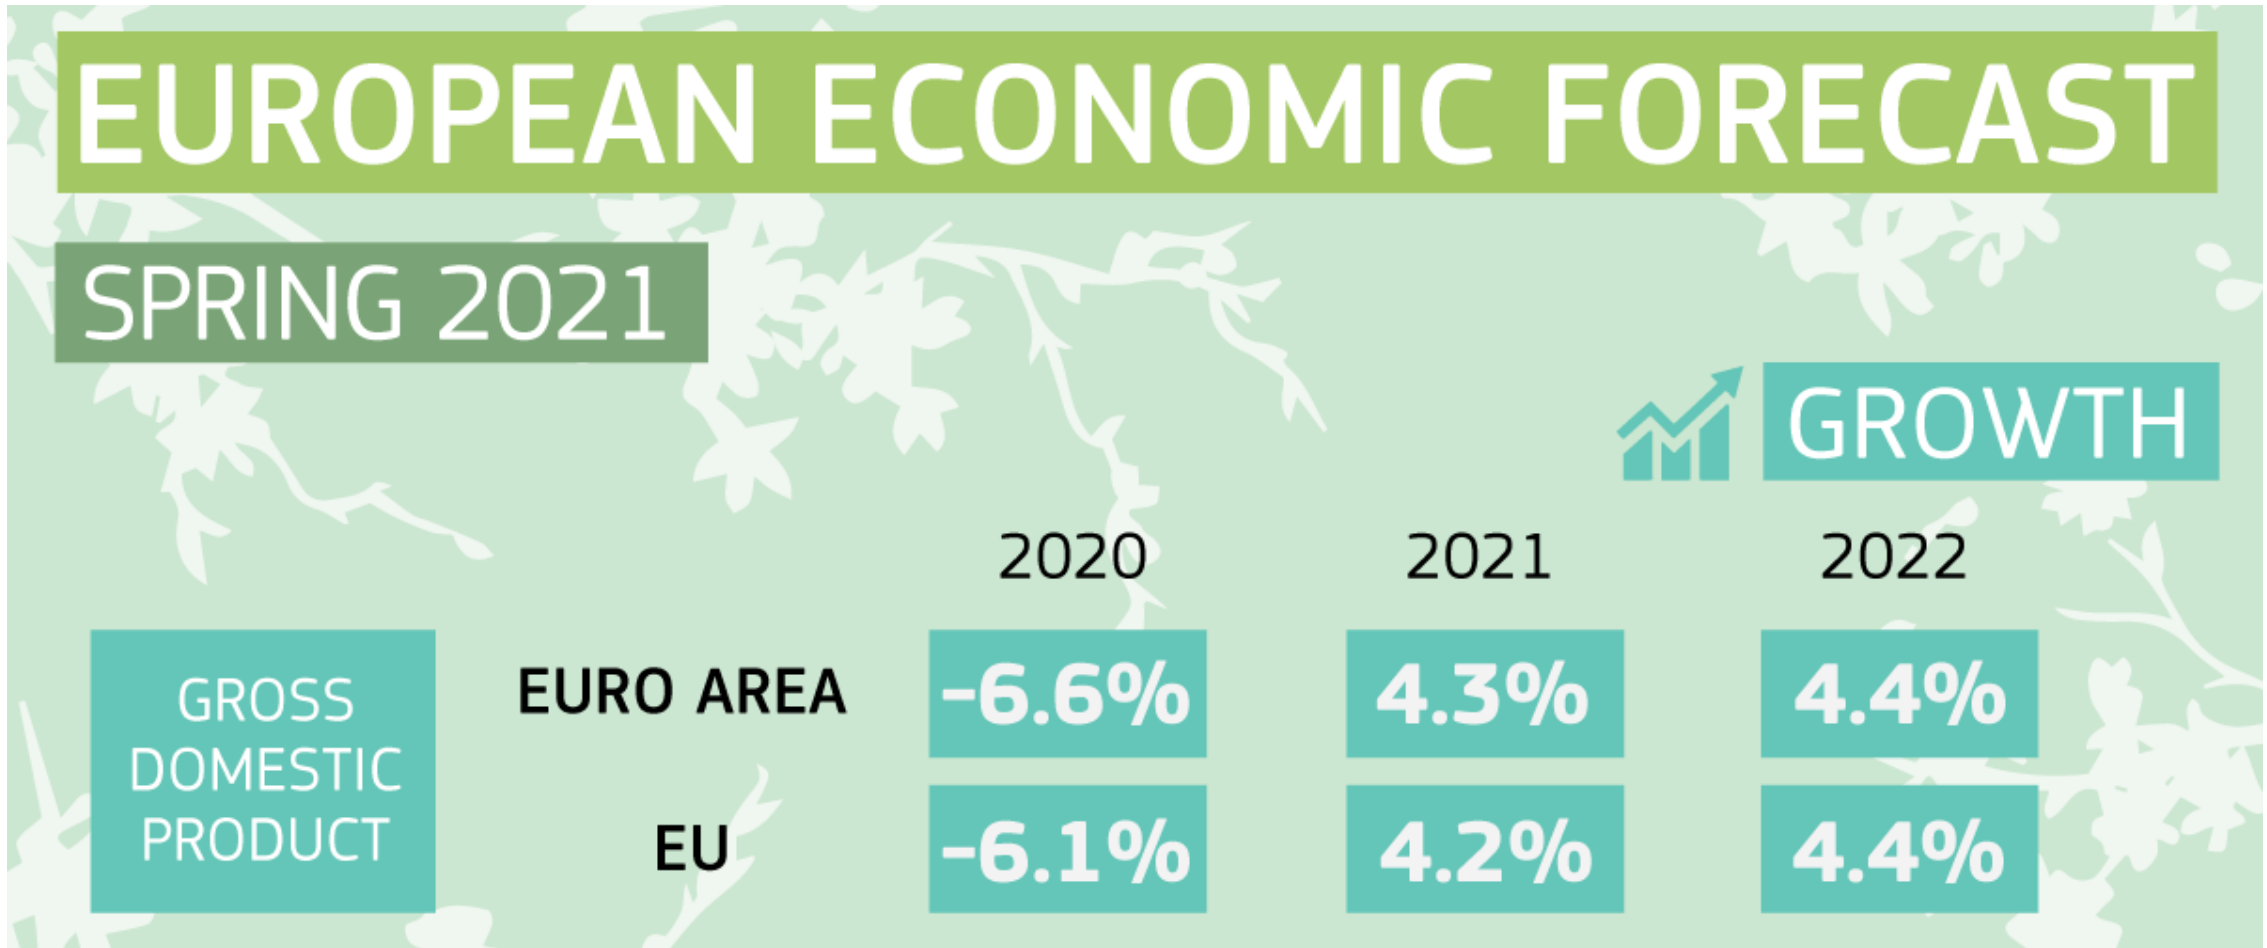 EUROPEAN ECONOMIC FORECAST
SPRING 2021
GROWTH
2020 2021 2022
GROSS
DOMESTIC
PRODUCT
EURO AREA -6.6% 4.3% 4.4%
EU -6.1% 4.2% 4.4%